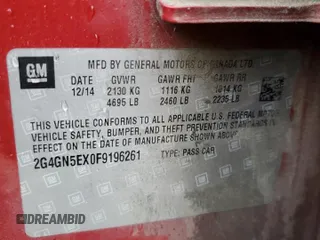 GM
MFD BY GENERAL MOTORS OF CANADA LTD
DATE GVWR GAWR FRT GAWR RR
12/14 2130 KG 1116 KG 1014 KG
4695 LB 2460 LB 2235 LB
THIS VEHICLE CONFORMS TO ALL APPLICABLE U.S. FEDERAL MOTOR
VEHICLE SAFETY, BUMPER, AND THEFT PREVENTION STANDARDS
IN EFFECT ON THE DATE OF MANUFACTURE SHOWN ABOVE.
2G4GN5EX0F9196261 TYPE: PASS CAR
DREAMBID